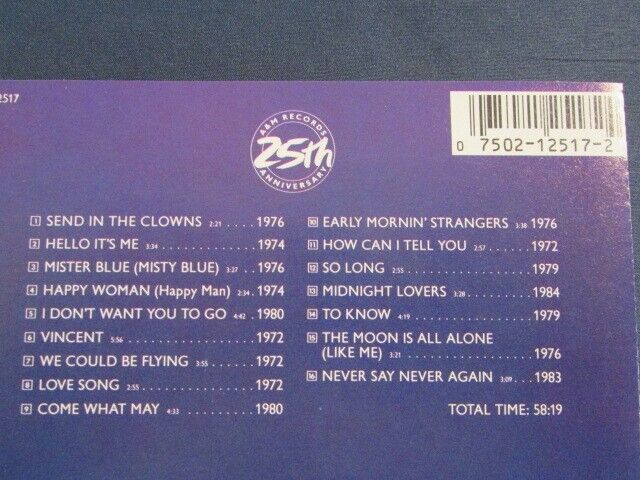 2517
A&M RECORDS
25th
ANNIVERSARY
0 7502-12517-2
1 SEND IN THE CLOWNS 2:21 ....1976
2 HELLO IT'S ME 3:34 ............1974
3 MISTER BLUE (MISTY BLUE) 3:27 ...1976
4 HAPPY WOMAN (Happy Man) 2:34 .1974
5 I DON'T WANT YOU TO GO 4:42 .1980
6 VINCENT 5:56 ................1972
7 WE COULD BE FLYING 3:55 ......1972
8 LOVE SONG 2:55 ..............1972
9 COME WHAT MAY 4:33 ..........1980
10 EARLY MORNIN' STRANGERS 3:38 1976
11 HOW CAN I TELL YOU 2:57 .......1972
12 SO LONG 2:55 .................1979
13 MIDNIGHT LOVERS 3:28 .........1984
14 TO KNOW 4:19 ................1979
15 THE MOON IS ALL ALONE
(LIKE ME) 3:21 .................1976
16 NEVER SAY NEVER AGAIN 3:09 ...1983
TOTAL TIME: 58:19